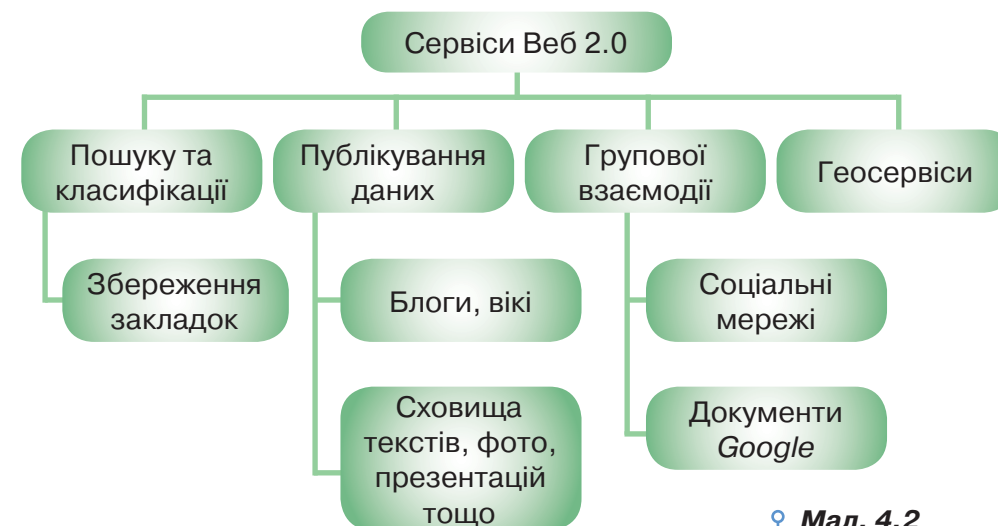 Сервіси Веб 2.0
Пошуку та
класифікації
Публікування
даних
Групової
взаємодії
Геосервіси
Збереження
закладок
Блоги, вікі
Соціальні
мережі
Сховища
текстів, фото,
презентацій
тощо
Документи
Google
Мал. 4.2